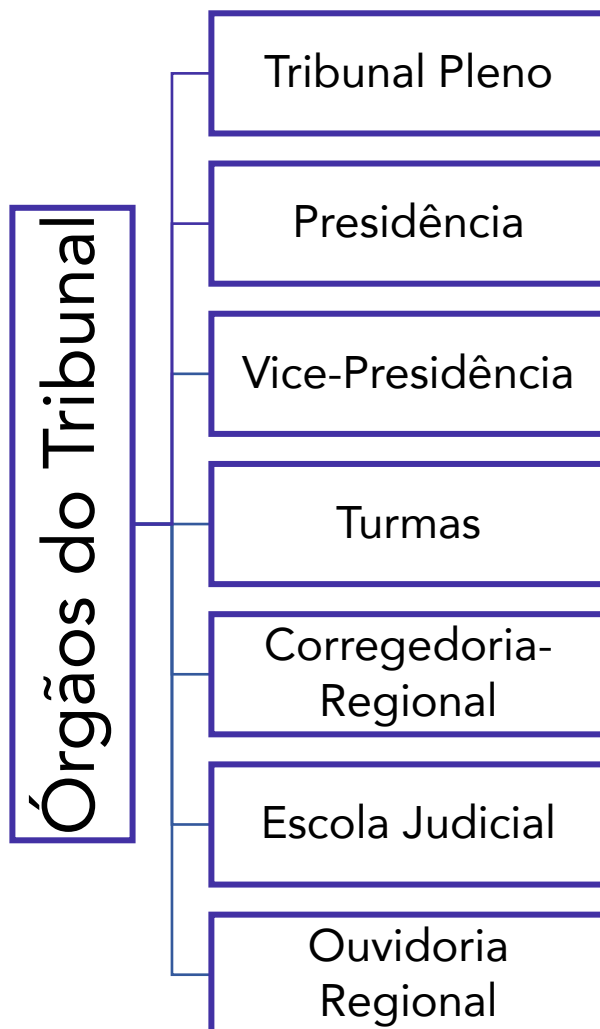 Órgãos do Tribunal
Tribunal Pleno
Presidência
Vice-Presidência
Turmas
Corregedoria-
Regional
Escola Judicial
Ouvidoria
Regional